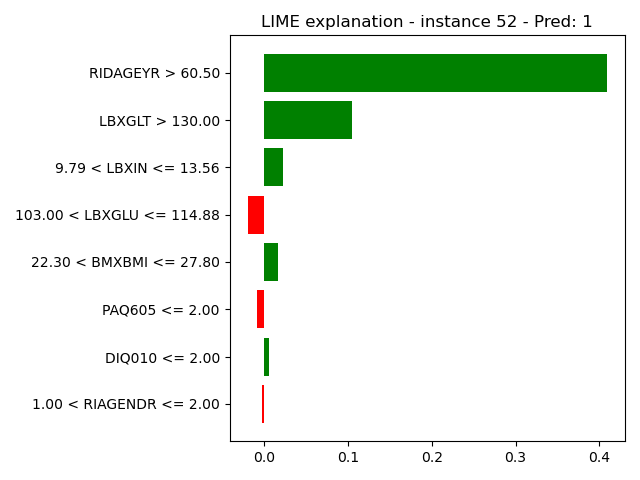 LIME explanation - instance 52 - Pred: 1
RIDAGEYR > 60.50
LBXGLT > 130.00
9.79 < LBXIN <= 13.56
103.00 < LBXGLU <= 114.88
22.30 < BMXBMI <= 27.80
PAQ605 <= 2.00
DIQ010 <= 2.00
1.00 < RIAGENDR <= 2.00
0.0 0.1 0.2 0.3 0.4